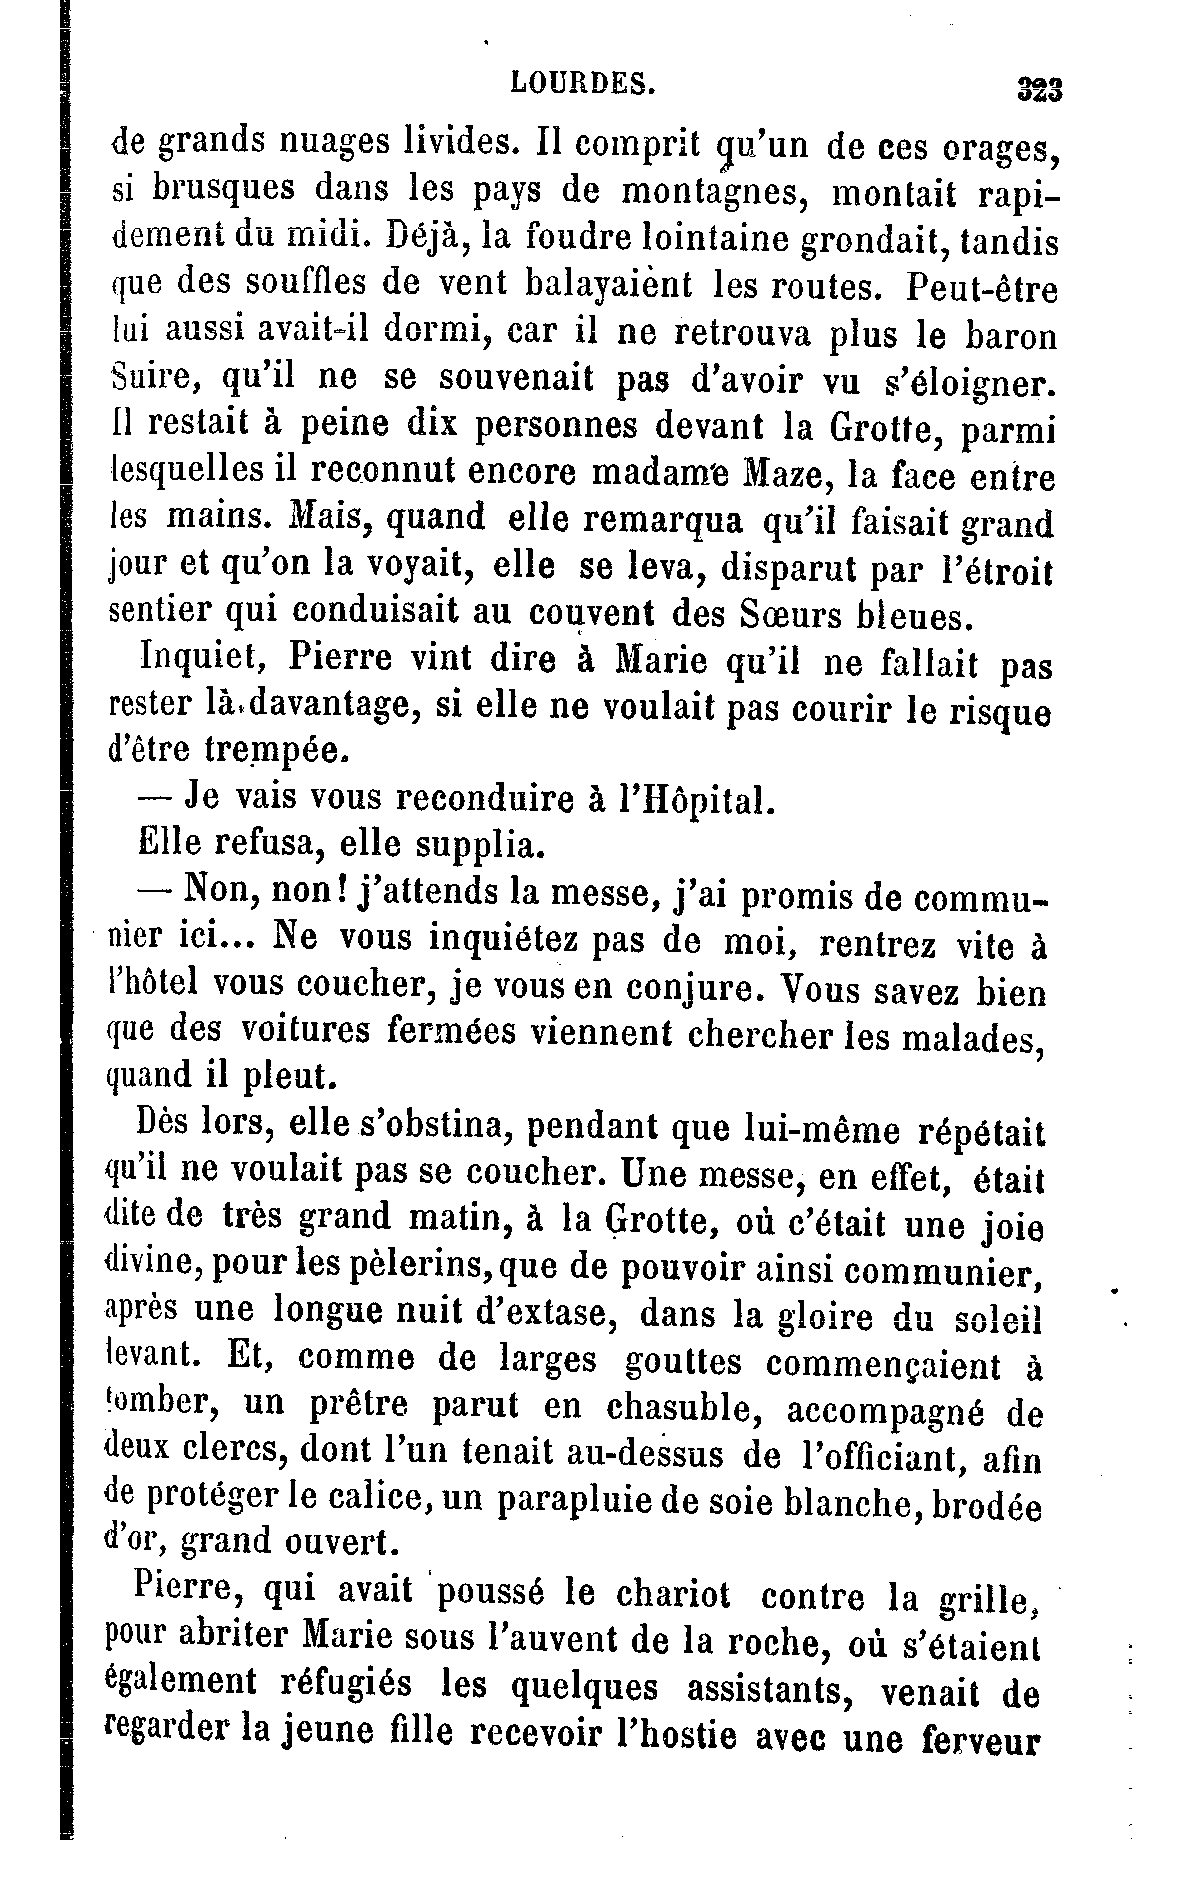 LOURDES. 323
de grands nuages livides. Il comprit qu'un de ces orages,
si brusques dans les pays de montagnes, montait rapi-
dement du midi. Déjà, la foudre lointaine grondait, tandis
que des souffles de vent balayaient les routes. Peut-être
lui aussi avait-il dormi, car il ne retrouva plus le baron
Suire, qu'il ne se souvenait pas d'avoir vu s'éloigner.
Il restait à peine dix personnes devant la Grotte, parmi
lesquelles il reconnut encore madame Maze, la face entre
les mains. Mais, quand elle remarqua qu'il faisait grand
jour et qu'on la voyait, elle se leva, disparut par l'étroit
sentier qui conduisait au couvent des Sœurs bleues.
Inquiet, Pierre vint dire à Marie qu'il ne fallait pas
rester là davantage, si elle ne voulait pas courir le risque
d'être trempée.
— Je vais vous reconduire à l'Hôpital.
Elle refusa, elle supplia.
— Non, non! j'attends la messe, j'ai promis de commu-
nier ici... Ne vous inquiétez pas de moi, rentrez vite à
l'hôtel vous coucher, je vous en conjure. Vous savez bien
que des voitures fermées viennent chercher les malades,
quand il pleut.
Dès lors, elle s'obstina, pendant que lui-même répétait
qu'il ne voulait pas se coucher. Une messe, en effet, était
dite de très grand matin, à la Grotte, où c'était une joie
divine, pour les pèlerins, que de pouvoir ainsi communier,
après une longue nuit d'extase, dans la gloire du soleil
levant. Et, comme de larges gouttes commençaient à
tomber, un prêtre parut en chasuble, accompagné de
deux clercs, dont l'un tenait au-dessus de l'officiant, afin
de protéger le calice, un parapluie de soie blanche, brodée
d'or, grand ouvert.
Pierre, qui avait poussé le chariot contre la grille,
pour abriter Marie sous l'auvent de la roche, où s'étaient
également réfugiés les quelques assistants, venait de
regarder la jeune fille recevoir l'hostie avec une ferveur